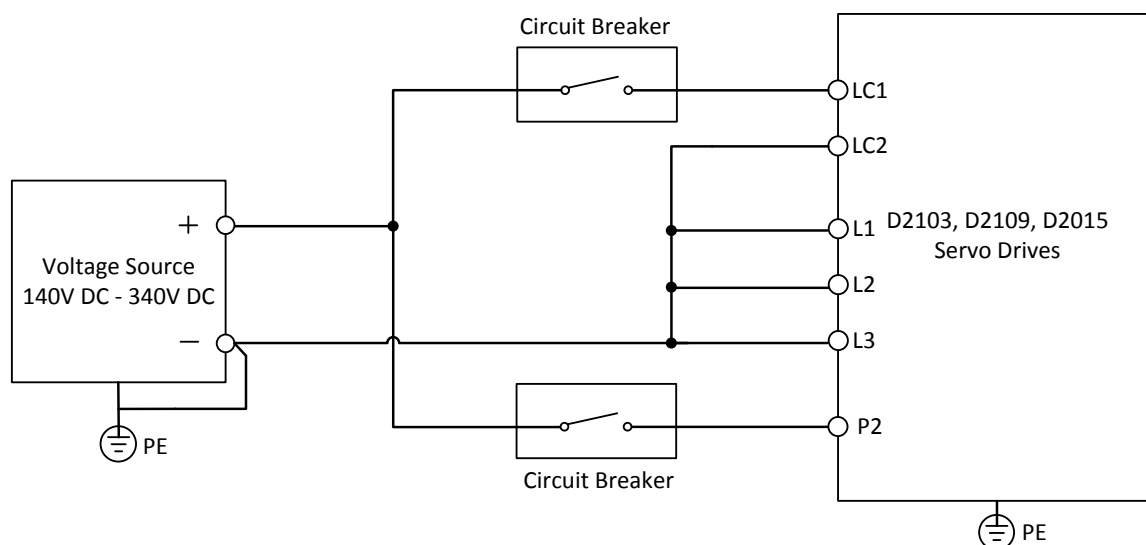 Circuit Breaker
LC1
LC2
+
Voltage Source
140V DC - 340V DC
L1
D2103, D2109, D2015
Servo Drives
L2
−
L3
PE
P2
Circuit Breaker
PE